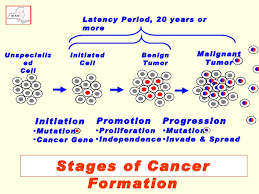 Latency Period, 20 years or
more
Unspecializ
ed
Cell
Initiated
Cell
Benign
Tumor
Malignant
Tumor
Initiation
•Mutation
•Cancer Gene
Promotion
•Proliferation
•Independence
Progression
•Mutation
•Invade & Spread
Stages of Cancer
Formation